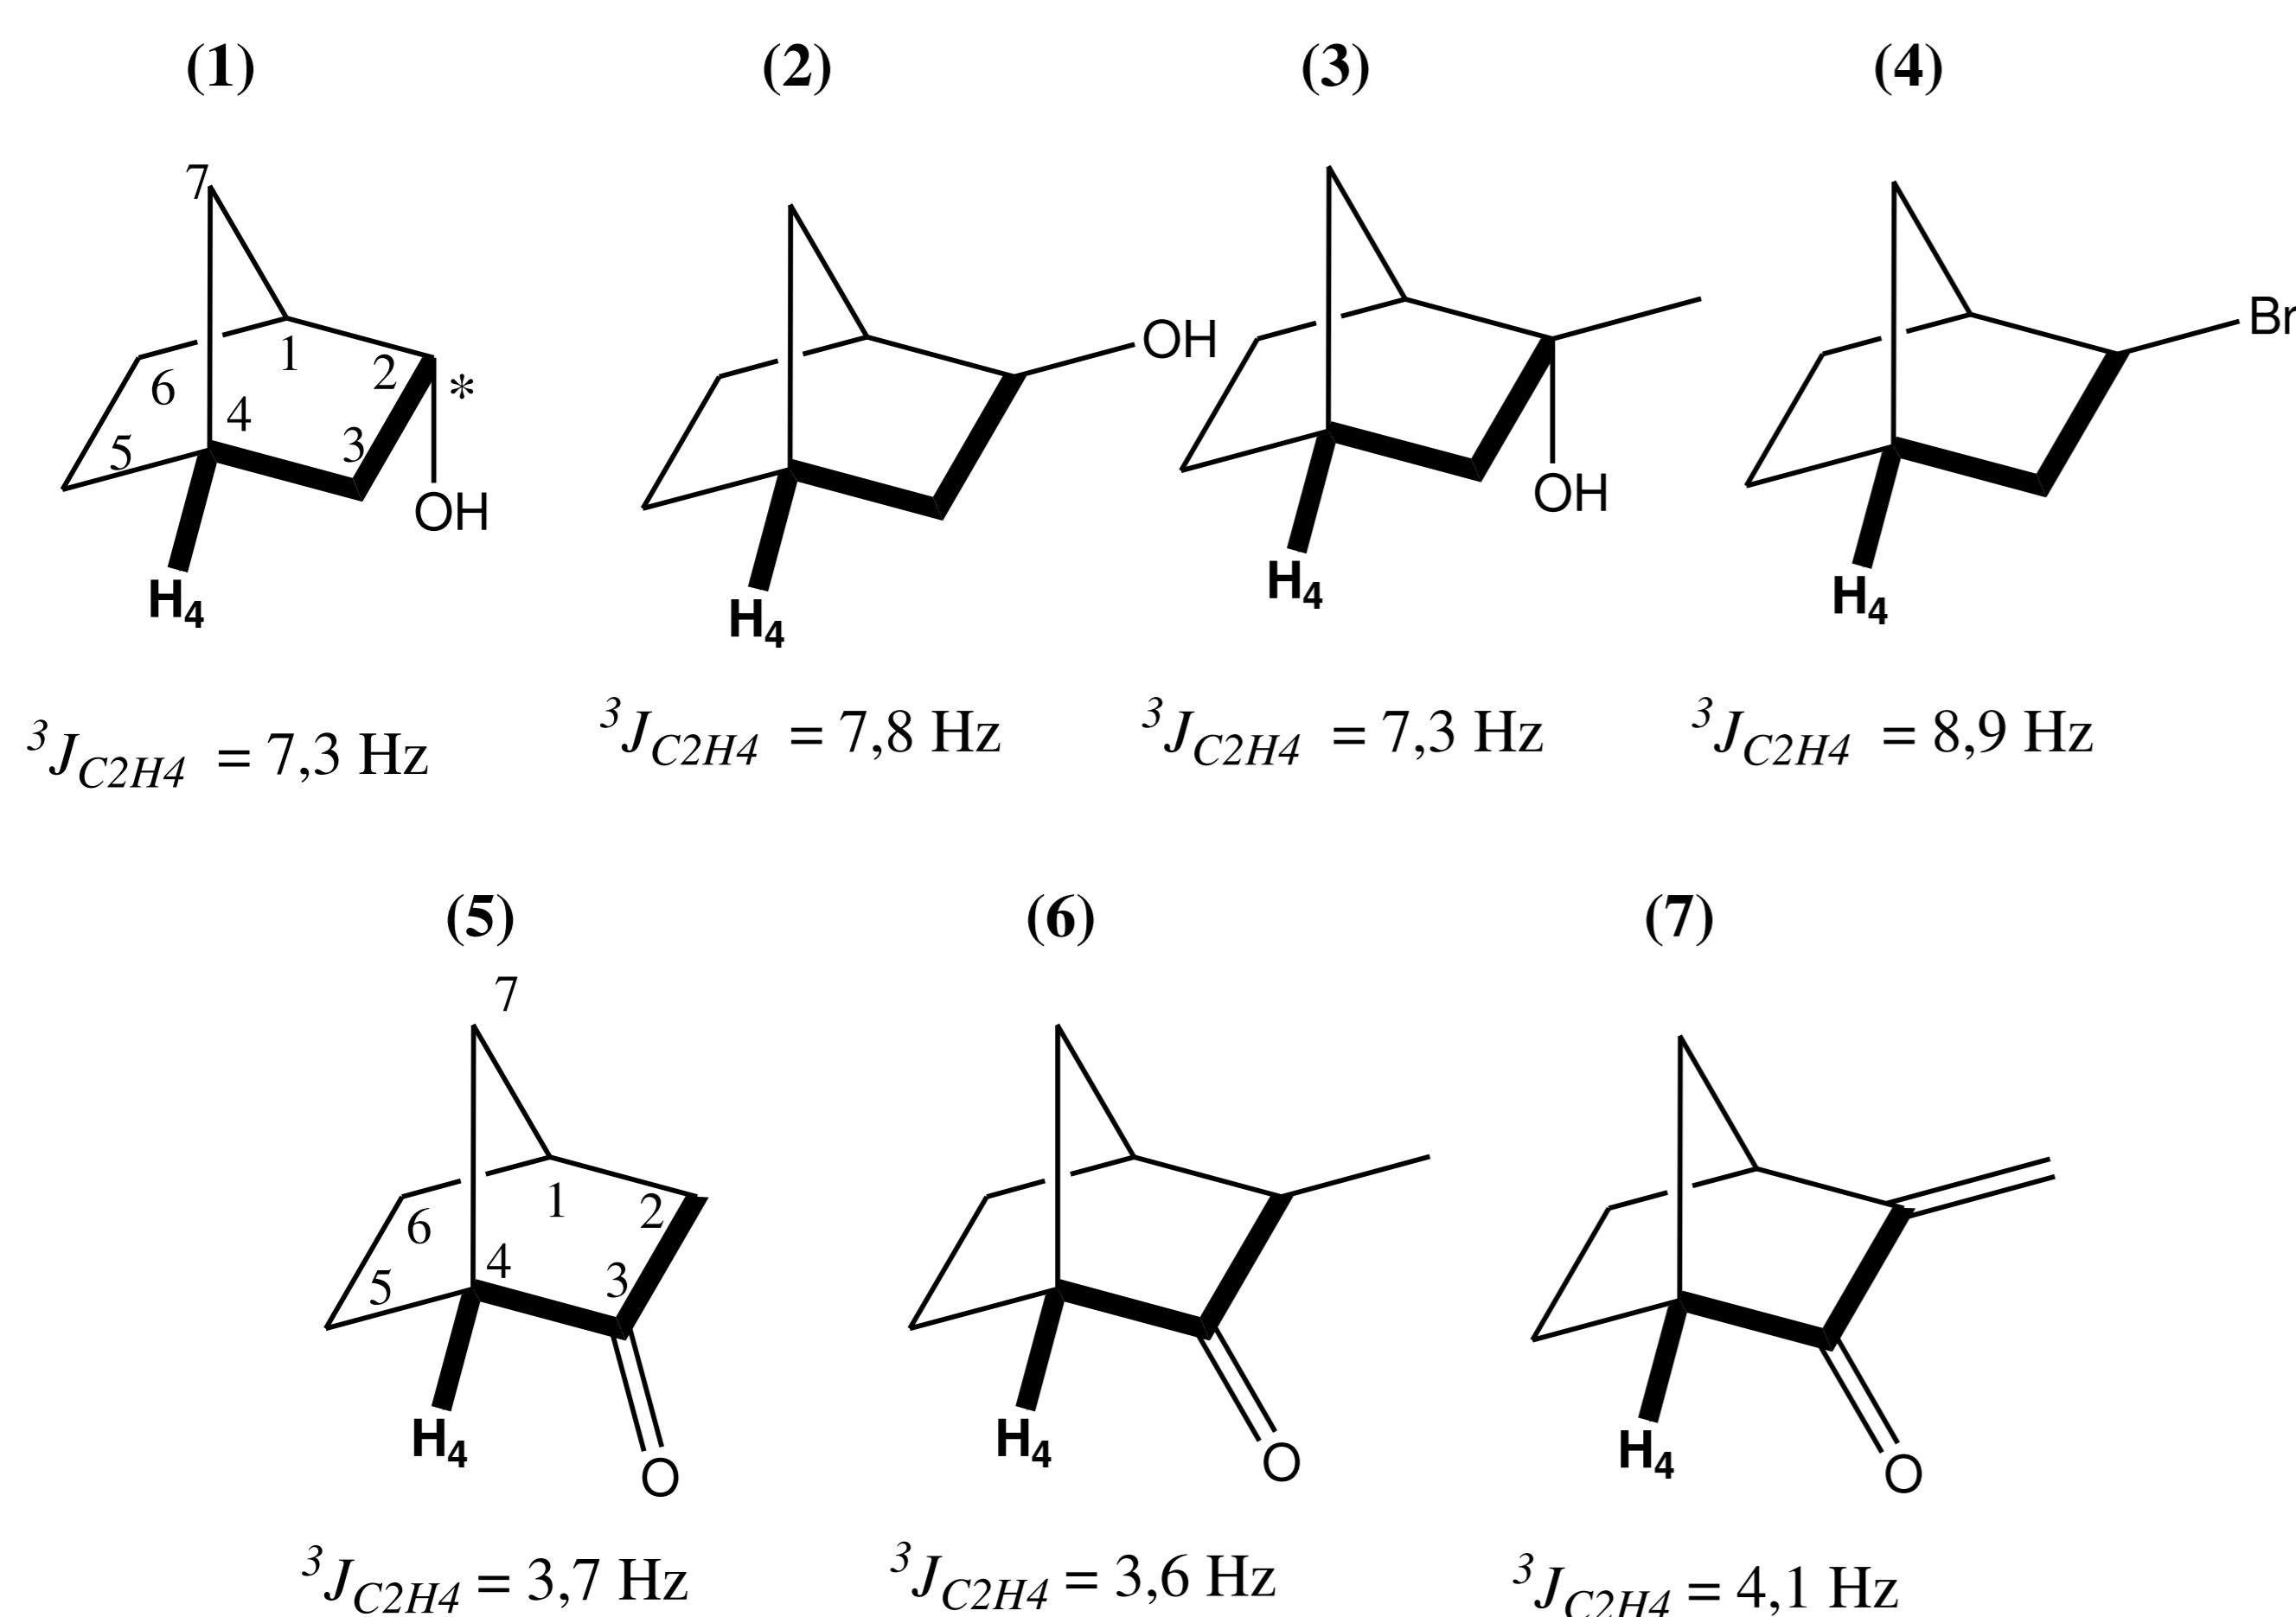 (1) (2) (3) (4)
7
OH
1
2
*
6
4
3
5
OH
OH
Br
H4
H4
H4
H4
3JC2H4 = 7,3 Hz
3JC2H4 = 7,8 Hz
3JC2H4 = 7,3 Hz
3JC2H4 = 8,9 Hz
(5) (6) (7)
7
1
2
6
4
3
5
H4
H4
H4
O
O
O
3JC2H4 = 3,7 Hz
3JC2H4 = 3,6 Hz
3JC2H4 = 4,1 Hz